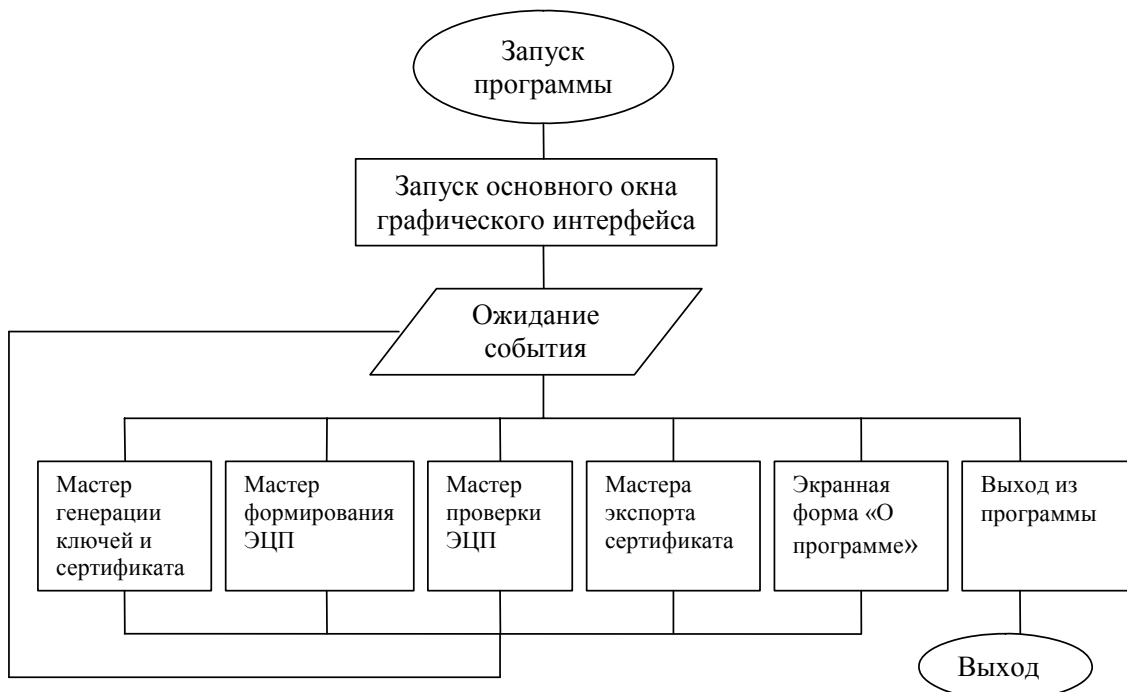 Запуск
программы
Запуск основного окна
графического интерфейса
Ожидание
события
Мастер
генерации
ключей и
сертификата
Мастер
формирования
ЭЦП
Мастер
проверки
ЭЦП
Мастера
экспорта
сертификата
Экранная
форма «О
программе»
Выход из
программы
Выход